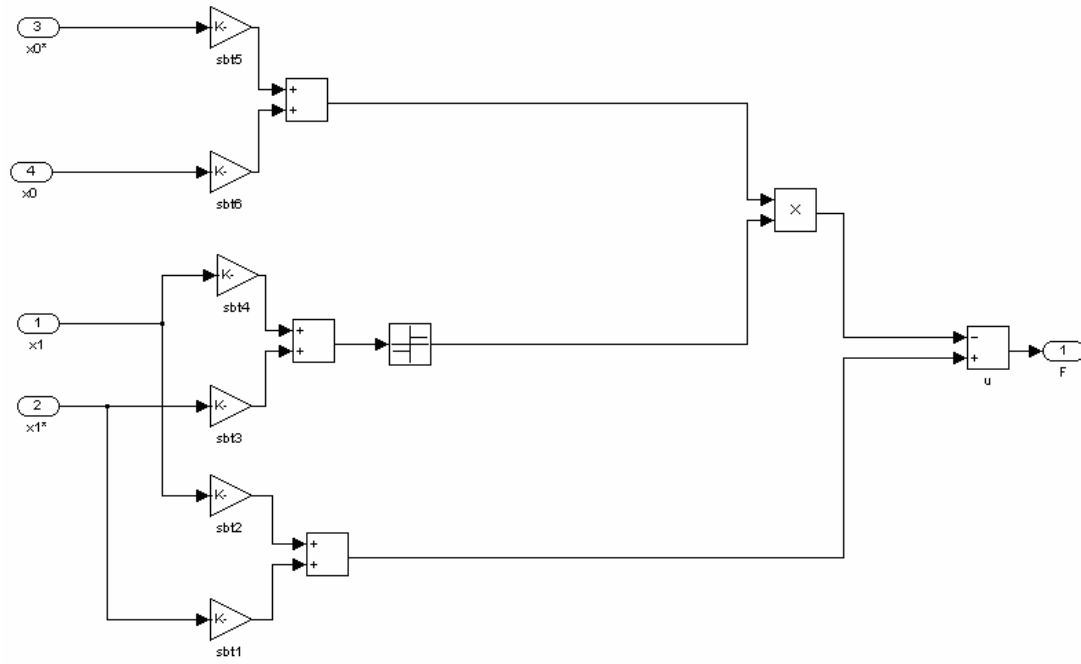 3
K-
x0*
sbt5
+
+
4
K-
x0
sbt6
×
K-
sbt4
1
+
x1
+
−
1
+
F
u
2
K-
x1*
sbt3
K-
sbt2
+
+
K-
sbt1